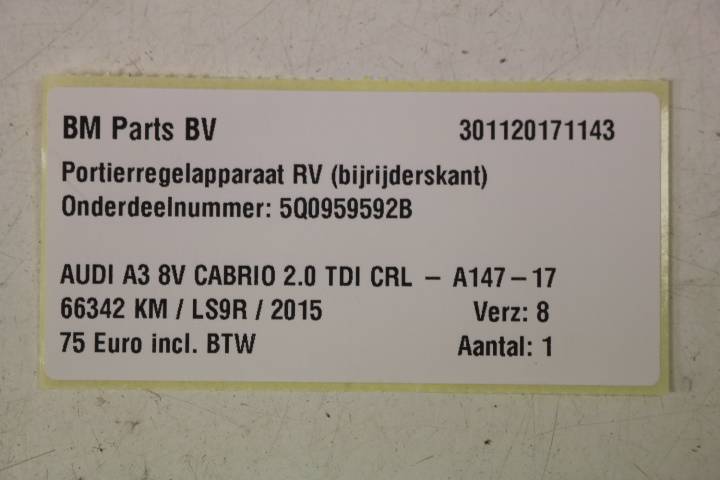 BM Parts BV 301120171143
Portierregelapparaat RV (bijrijderskant)
Onderdeelnummer: 5Q0959592B
AUDI A3 8V CABRIO 2.0 TDI CRL – A147–17
66342 KM / LS9R / 2015 Verz: 8
75 Euro incl. BTW Aantal: 1